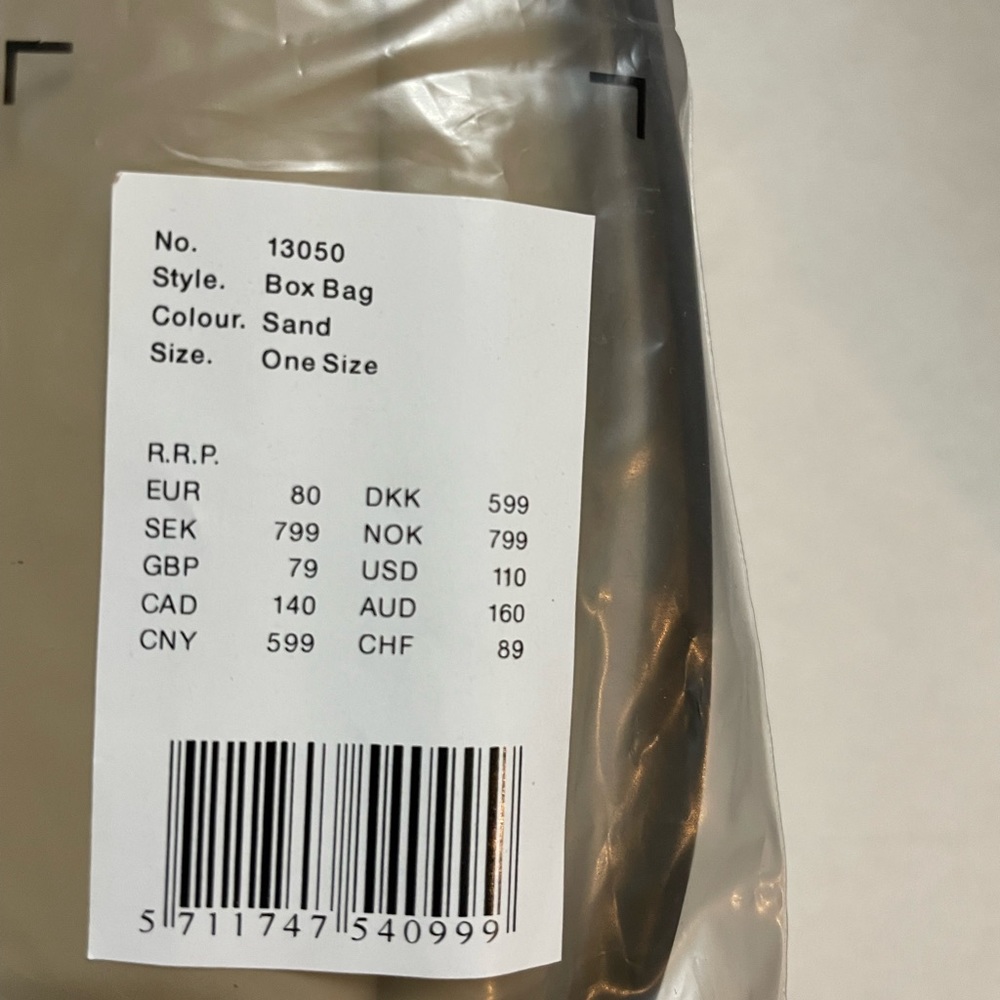 No. 13050
Style. Box Bag
Colour. Sand
Size. One Size
R.R.P.
EUR 80 DKK 599
SEK 799 NOK 799
GBP 79 USD 110
CAD 140 AUD 160
CNY 599 CHF 89
5 711747 540999